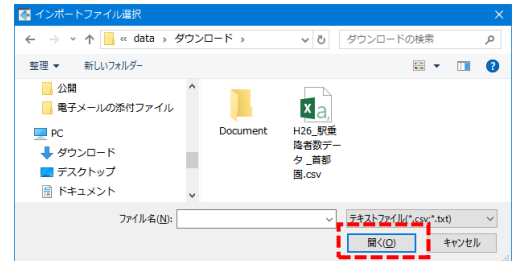 インポートファイル選択
« data › ダウンロード ›
ダウンロードの検索
整理 ▼ 新しいフォルダー
公開
電子メールの添付ファイル
PC
ダウンロード
デスクトップ
ドキュメント
Document
H26_駅乗
降者数デー
タ_首都
圏.csv
ファイル名(N):
テキストファイル(*.csv;*.txt)
開く(O)
キャンセル